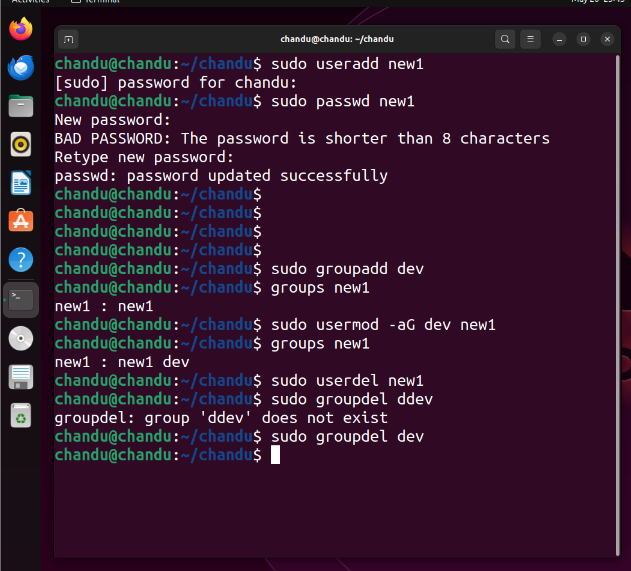 Activities Terminal
chandu@chandu: ~/chandu
chandu@chandu:~/chandu$ sudo useradd new1
[sudo] password for chandu:
chandu@chandu:~/chandu$ sudo passwd new1
New password:
BAD PASSWORD: The password is shorter than 8 characters
Retype new password:
passwd: password updated successfully
chandu@chandu:~/chandu$
chandu@chandu:~/chandu$
chandu@chandu:~/chandu$
chandu@chandu:~/chandu$
chandu@chandu:~/chandu$ sudo groupadd dev
chandu@chandu:~/chandu$ groups new1
new1 : new1
chandu@chandu:~/chandu$ sudo usermod -aG dev new1
chandu@chandu:~/chandu$ groups new1
new1 : new1 dev
chandu@chandu:~/chandu$ sudo userdel new1
chandu@chandu:~/chandu$ sudo groupdel ddev
groupdel: group 'ddev' does not exist
chandu@chandu:~/chandu$ sudo groupdel dev
chandu@chandu:~/chandu$